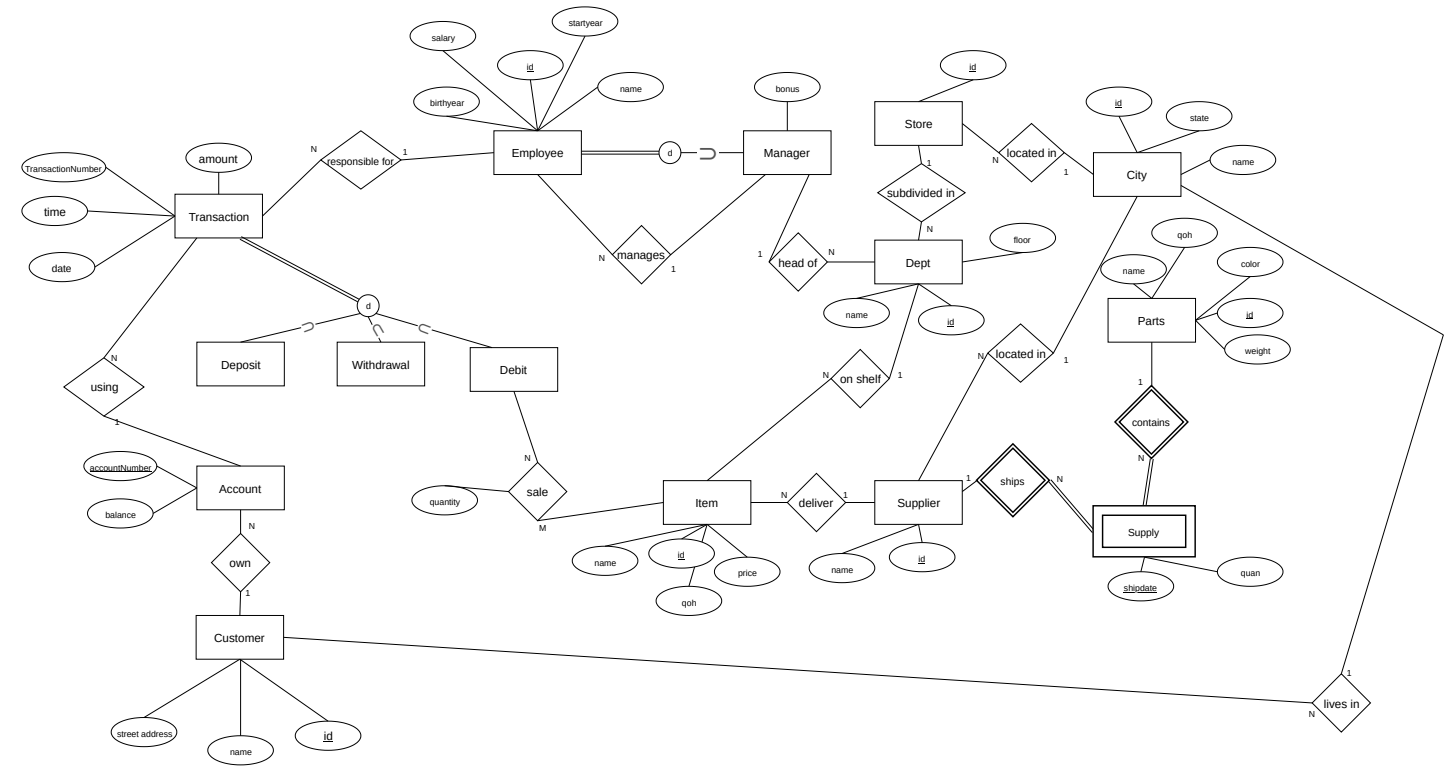 startyear
salary
id
id
name
bonus
birthyear
id
state
Store
N
1
responsible for
Employee
d
Manager
located in
N
1
City
name
amount
TransactionNumber
1
subdivided in
N
time
Transaction
qoh
floor
N
manages
1
1
head of
N
Dept
name
color
date
d
name
id
Parts
id
weight
Deposit
Withdrawal
Debit
N
located in
1
N
using
1
N
on shelf
1
1
contains
N
accountNumber
Account
balance
N
quantity
sale
M
Item
N
deliver
1
Supplier
1
ships
N
Supply
N
own
1
name
id
price
qoh
name
id
shipdate
quan
Customer
1
lives in
N
street address
name
id